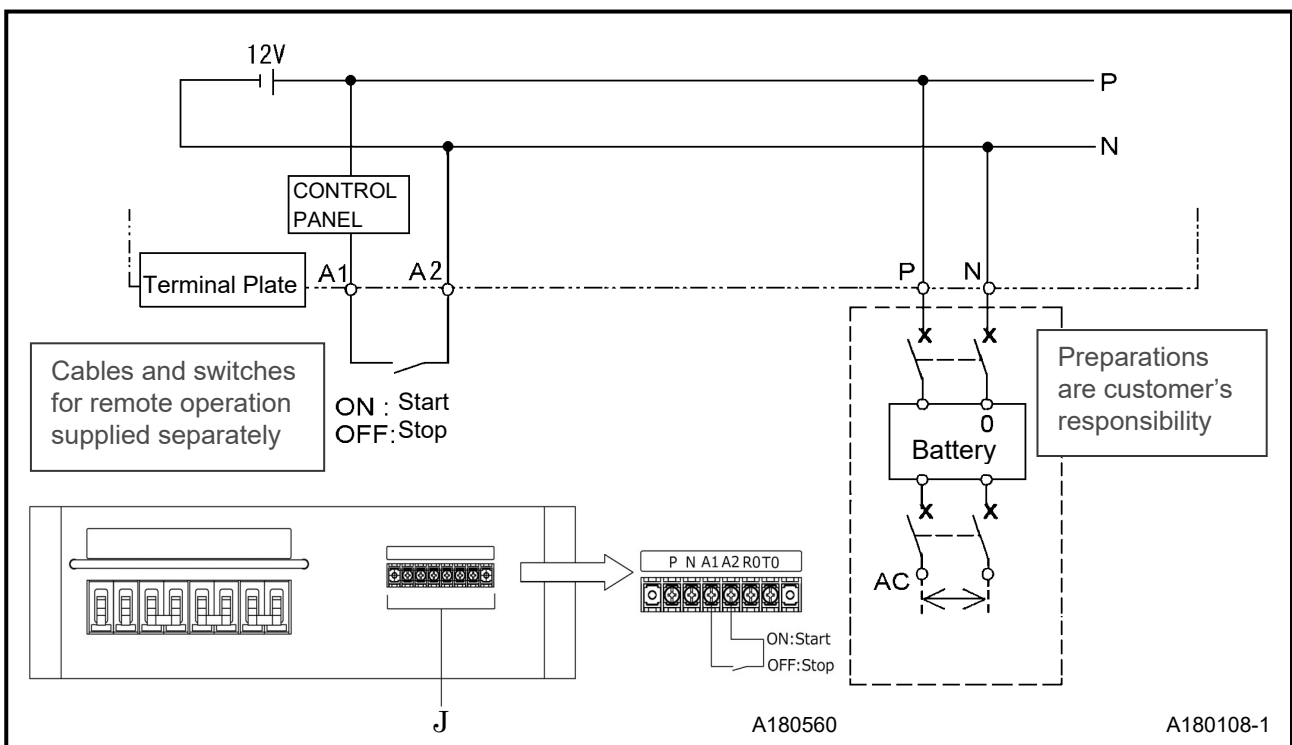 12V
P
N
CONTROL
PANEL
Terminal Plate
A1
A2
P
N
Cables and switches
for remote operation
supplied separately
ON : Start
OFF: Stop
Preparations
are customer's
responsibility
0
Battery
AC
P N A1 A2 R0 T0
ON:Start
OFF:Stop
J
A180560
A180108-1